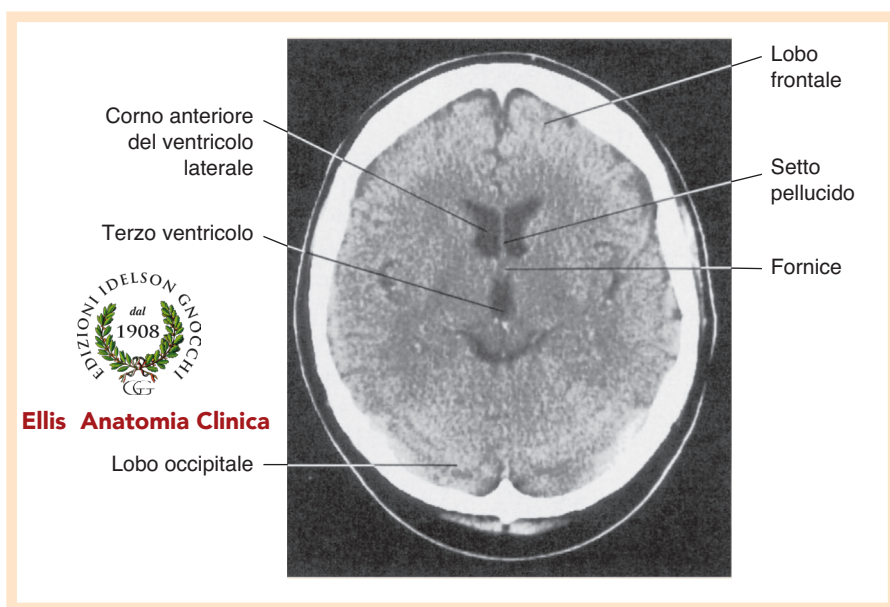 Corno anteriore
del ventricolo
laterale
Terzo ventricolo
EDIZIONI IDELSON GNOCCHI
dal
1908
GG
Ellis Anatomia Clinica
Lobo occipitale
Lobo
frontale
Setto
pellucido
Fornice